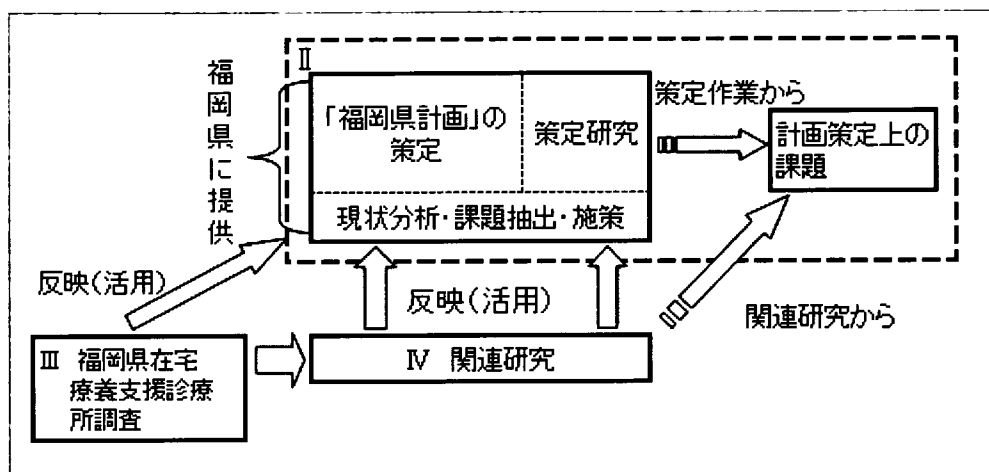 Ⅱ
福岡県に提供
「福岡県計画」の
策定
策定研究
現状分析・課題抽出・施策
策定作業から
計画策定上の
課題
反映(活用)
反映(活用)
関連研究から
Ⅲ 福岡県在宅
療養支援診療
所調査
Ⅳ 関連研究